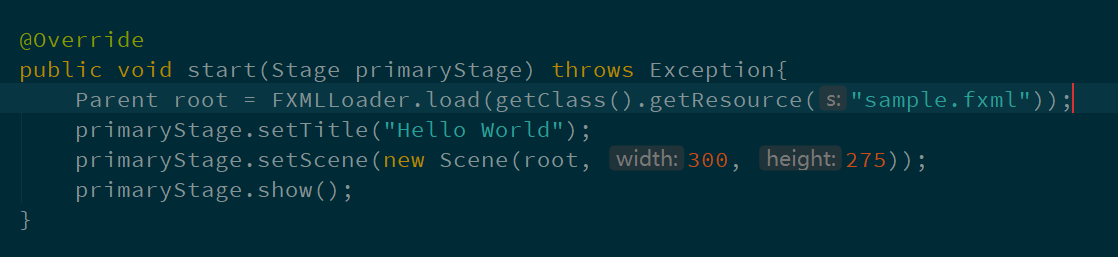 @Override
public void start(Stage primaryStage) throws Exception{
    Parent root = FXMLLoader.load(getClass().getResource( s: "sample.fxml"));
    primaryStage.setTitle("Hello World");
    primaryStage.setScene(new Scene(root, width: 300, height: 275));
    primaryStage.show();
}